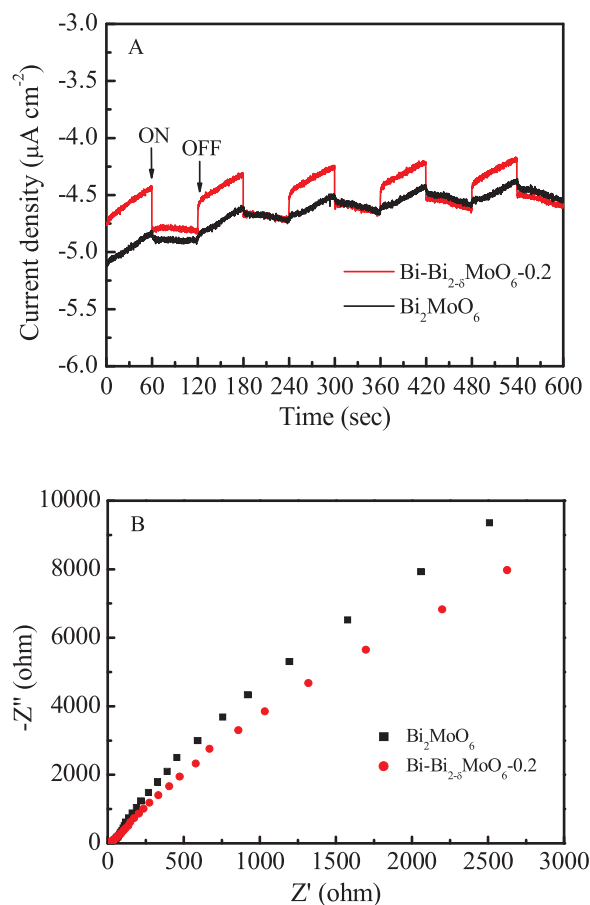 A
Current density (μA cm⁻²)
-3.0
-3.5
-4.0
-4.5
-5.0
-5.5
-6.0
ON
OFF
Bi-Bi₂₋δMoO₆-0.2
Bi₂MoO₆
0 60 120 180 240 300 360 420 480 540 600
Time (sec)
B
-Z" (ohm)
10000
8000
6000
4000
2000
0
Bi₂MoO₆
Bi-Bi₂₋δMoO₆-0.2
0 500 1000 1500 2000 2500 3000
Z' (ohm)